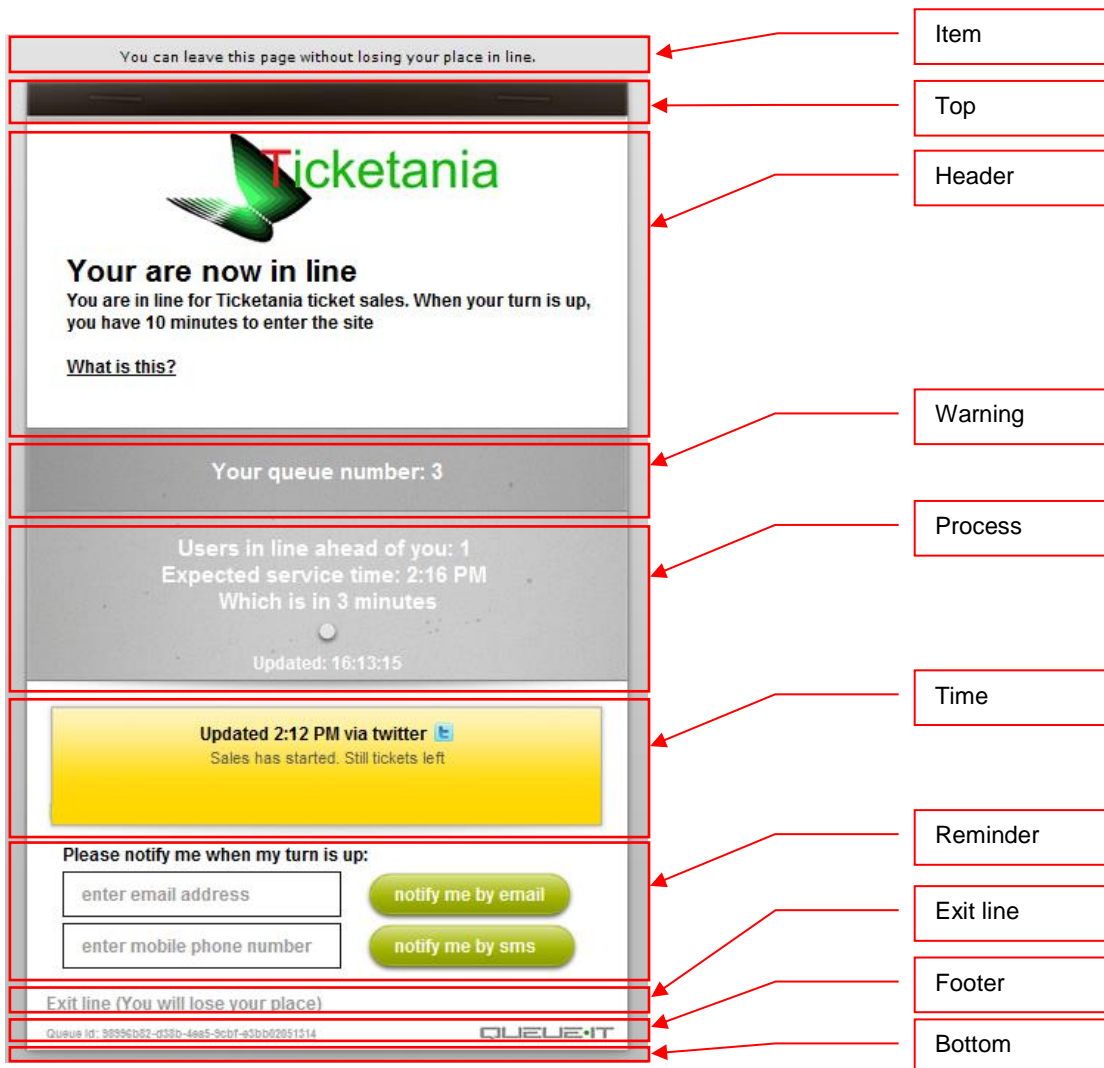 Item
You can leave this page without losing your place in line.
Top
Ticketania
Header
Your are now in line
You are in line for Ticketania ticket sales. When your turn is up,
you have 10 minutes to enter the site
What is this?
Warning
Your queue number: 3
Process
Users in line ahead of you: 1
Expected service time: 2:16 PM
Which is in 3 minutes
Updated: 16:13:15
Time
Updated 2:12 PM via twitter
Sales has started. Still tickets left
Reminder
Please notify me when my turn is up:
enter email address
notify me by email
enter mobile phone number
notify me by sms
Exit line
Exit line (You will lose your place)
Footer
Queue Id:
QUEUE-IT
Bottom